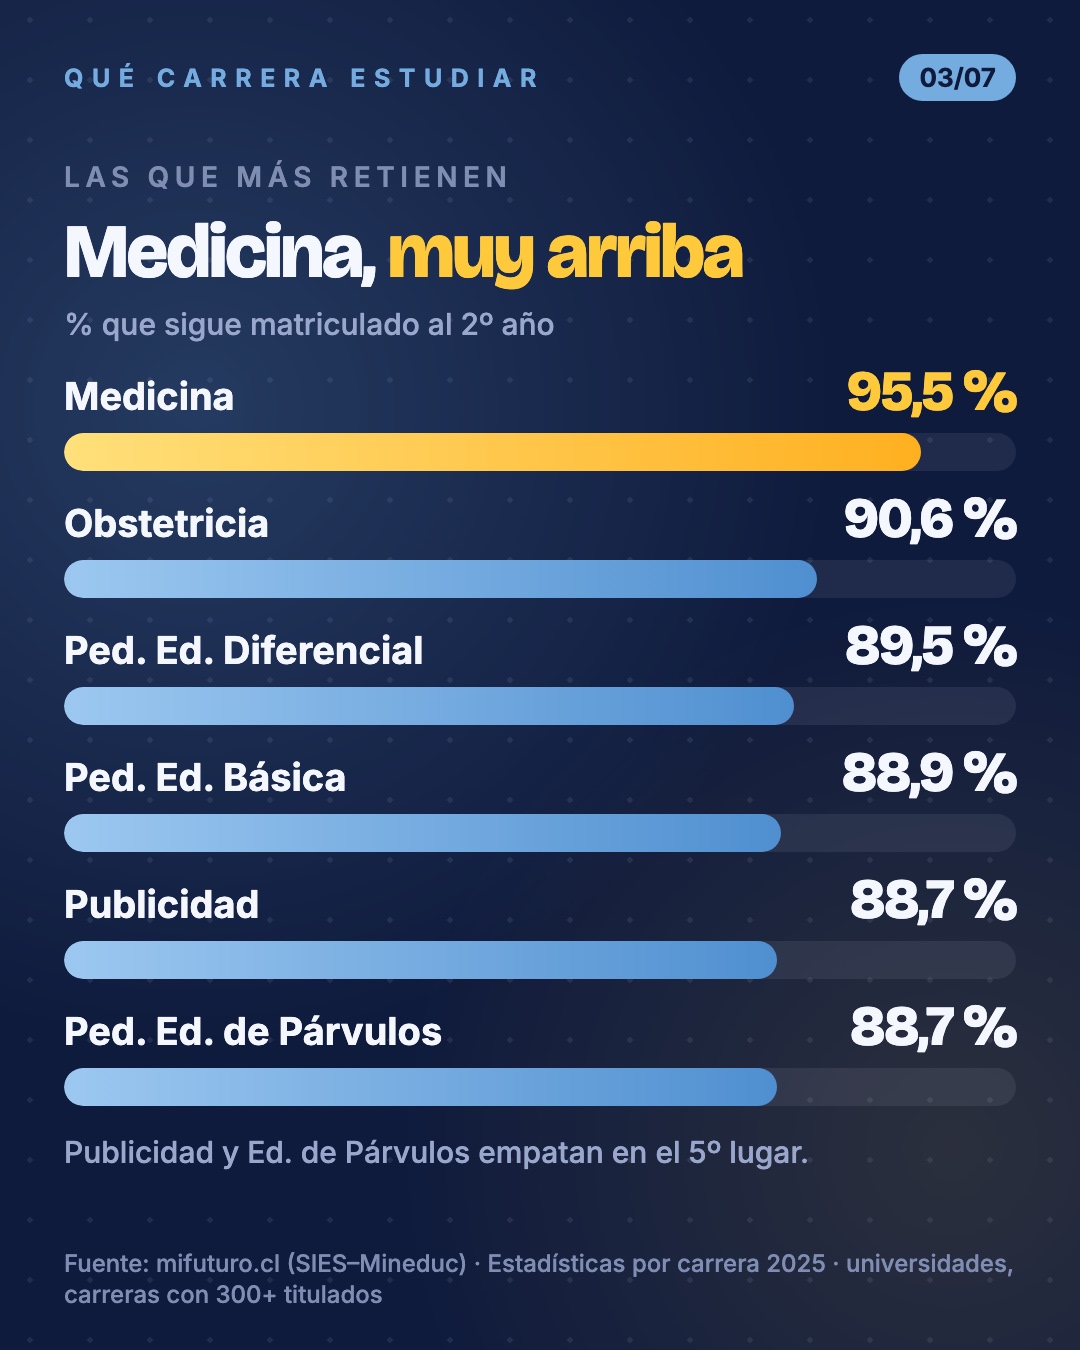 QUÉ CARRERA ESTUDIAR
03/07
LAS QUE MÁS RETIENEN
Medicina, muy arriba
% que sigue matriculado al 2º año
Medicina 95,5 %
Obstetricia 90,6 %
Ped. Ed. Diferencial 89,5 %
Ped. Ed. Básica 88,9 %
Publicidad 88,7 %
Ped. Ed. de Párvulos 88,7 %
Publicidad y Ed. de Párvulos empatan en el 5º lugar.
Fuente: mifuturo.cl (SIES–Mineduc) · Estadísticas por carrera 2025 · universidades,
carreras con 300+ titulados